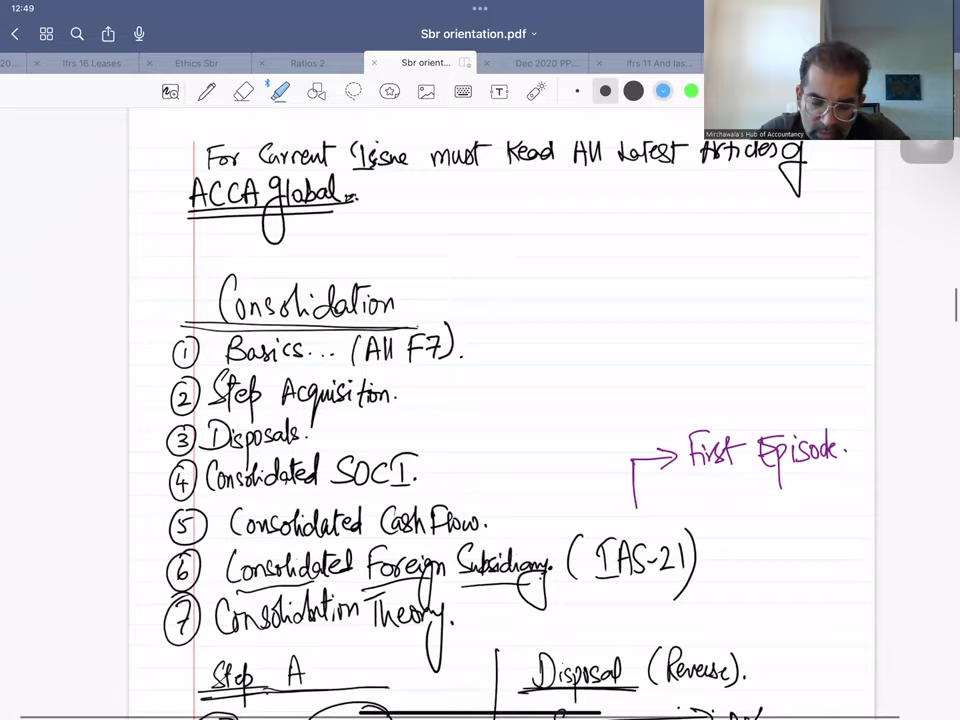 12:49
Sbr orientation.pdf
20...
Ifrs 16 Leases
Ethics Sbr
Ratios 2
Sbr orient...
Dec 2020 PP...
Ifrs 11 And Ias...
Mirchawala's Hub of Accountancy
For Current Issue must Read All Latest Articles of
ACCA global.
Consolidation
① Basics... (All F7).
② Step Acquisition.
③ Disposals.
④ Consolidated SOCI.
First Episode.
⑤ Consolidated Cash Flow.
⑥ Consolidated Foreign Subsidiary. (IAS-21)
⑦ Consolidation Theory.
Step A
Disposal (Reverse).